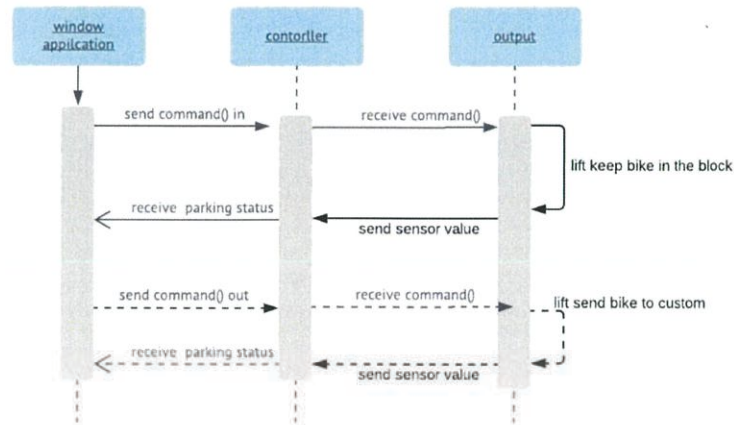 window
appilcation
contorller
output
send command() in
receive command()
lift keep bike in the block
receive parking status
send sensor value
send command() out
receive command()
lift send bike to custom
receive parking status
send sensor value